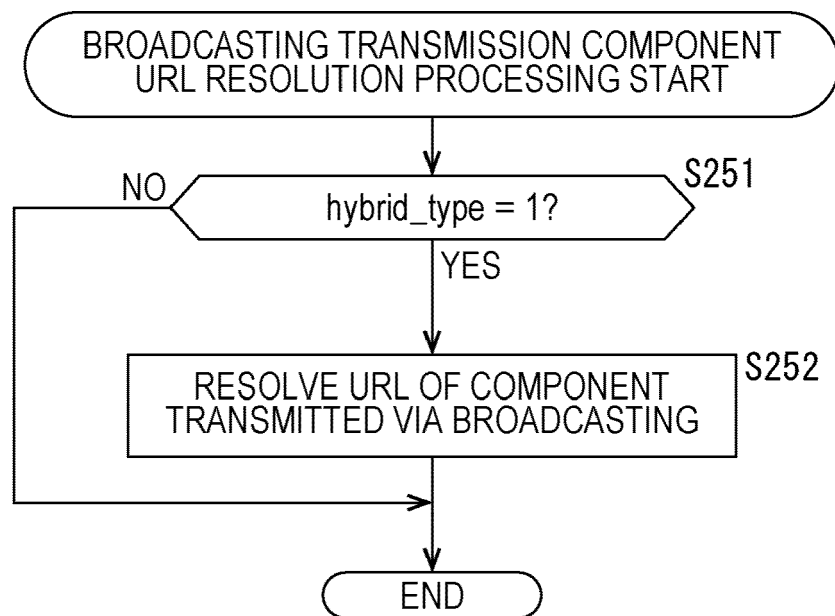 BROADCASTING TRANSMISSION COMPONENT
URL RESOLUTION PROCESSING START
S251
NO
hybrid_type = 1?
YES
S252
RESOLVE URL OF COMPONENT
TRANSMITTED VIA BROADCASTING
END